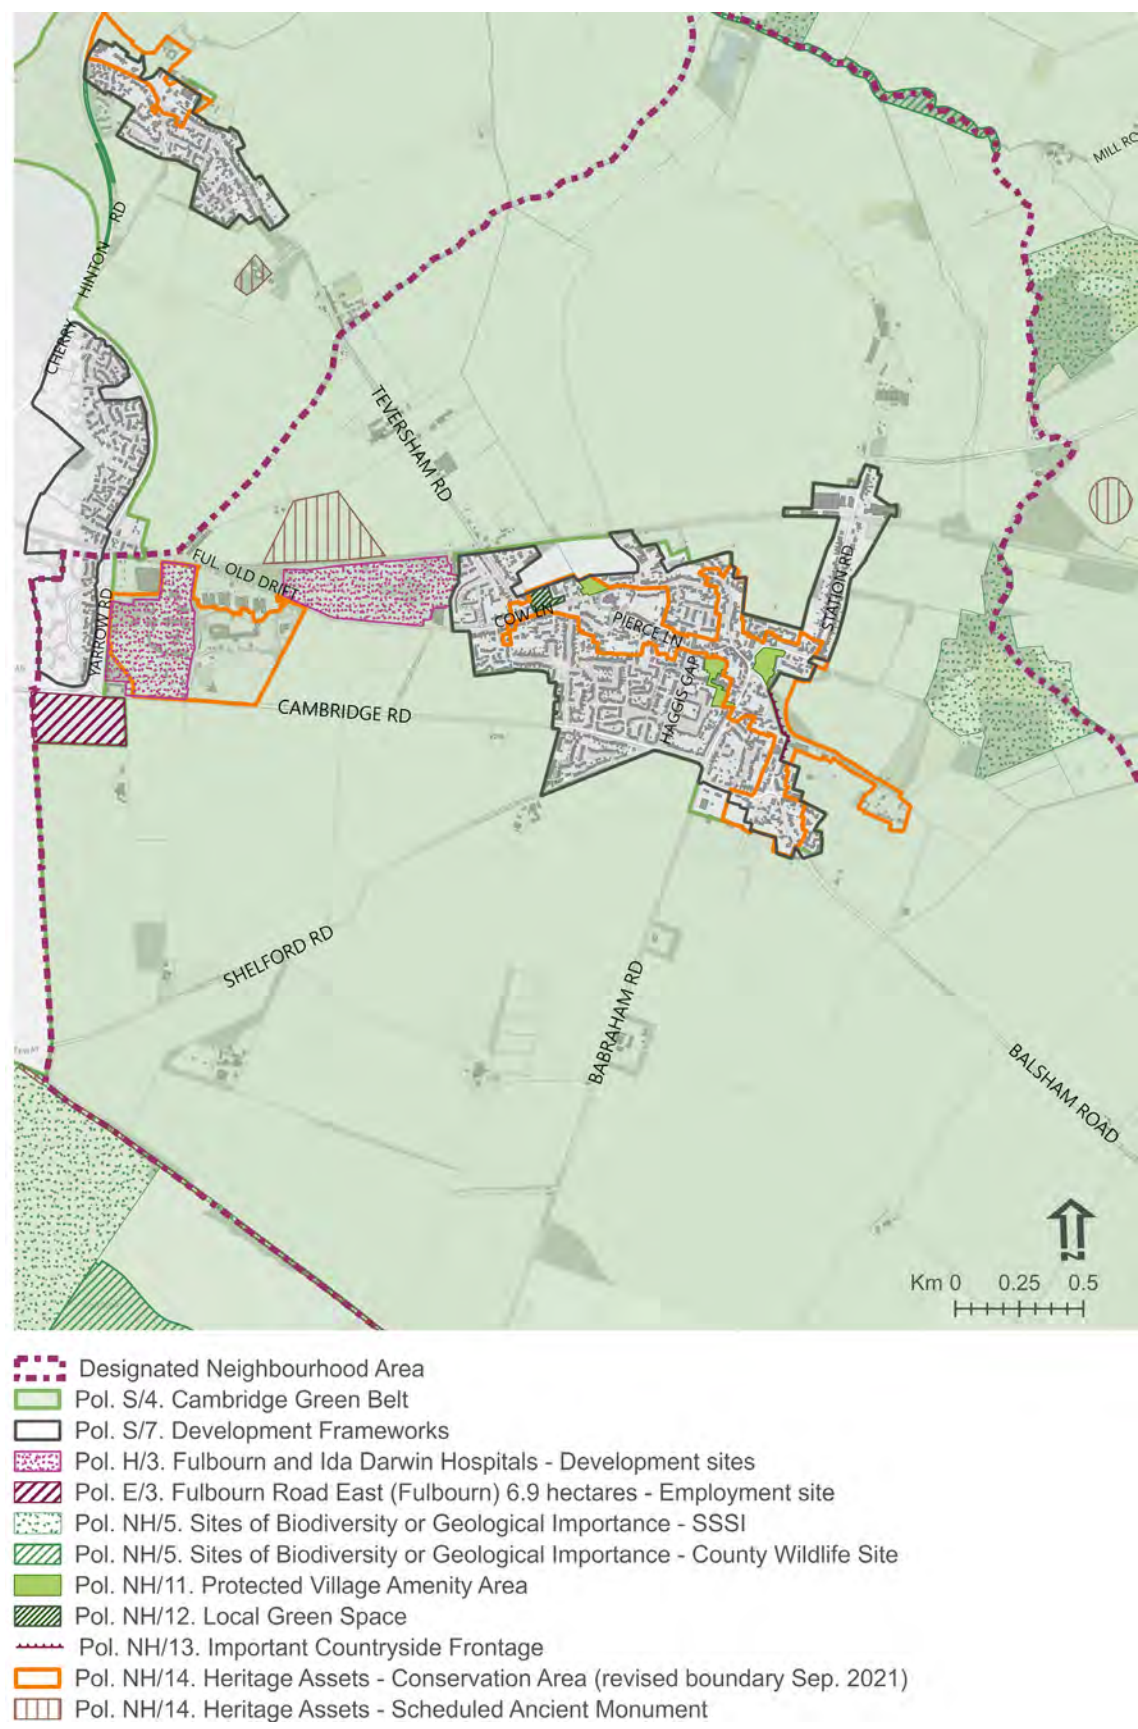 MILL RO
HINTON RD
CHERRY
TEVERSHAM RD
FUL. OLD DRIFT
YARROW RD
COW LN
PIERCE LN
STATION RD
HAGGIS GAP
CAMBRIDGE RD
SHELFORD RD
BABRAHAM RD
BALSHAM ROAD
N
Km 0 0.25 0.5
Designated Neighbourhood Area
Pol. S/4. Cambridge Green Belt
Pol. S/7. Development Frameworks
Pol. H/3. Fulbourn and Ida Darwin Hospitals - Development sites
Pol. E/3. Fulbourn Road East (Fulbourn) 6.9 hectares - Employment site
Pol. NH/5. Sites of Biodiversity or Geological Importance - SSSI
Pol. NH/5. Sites of Biodiversity or Geological Importance - County Wildlife Site
Pol. NH/11. Protected Village Amenity Area
Pol. NH/12. Local Green Space
Pol. NH/13. Important Countryside Frontage
Pol. NH/14. Heritage Assets - Conservation Area (revised boundary Sep. 2021)
Pol. NH/14. Heritage Assets - Scheduled Ancient Monument